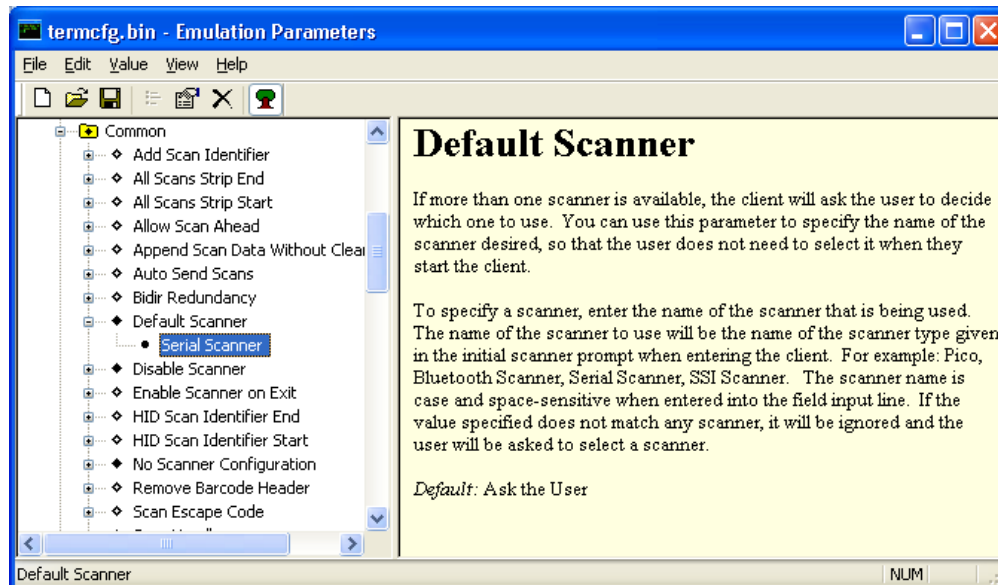 termcfg.bin - Emulation Parameters
File Edit Value View Help
Common
Add Scan Identifier
All Scans Strip End
All Scans Strip Start
Allow Scan Ahead
Append Scan Data Without Clear
Auto Send Scans
Bidir Redundancy
Default Scanner
Serial Scanner
Disable Scanner
Enable Scanner on Exit
HID Scan Identifier End
HID Scan Identifier Start
No Scanner Configuration
Remove Barcode Header
Scan Escape Code
Default Scanner
If more than one scanner is available, the client will ask the user to decide
which one to use. You can use this parameter to specify the name of the
scanner desired, so that the user does not need to select it when they
start the client.
To specify a scanner, enter the name of the scanner that is being used.
The name of the scanner to use will be the name of the scanner type given
in the initial scanner prompt when entering the client. For example: Pico,
Bluetooth Scanner, Serial Scanner, SSI Scanner. The scanner name is
case and space-sensitive when entered into the field input line. If the
value specified does not match any scanner, it will be ignored and the
user will be asked to select a scanner.
Default: Ask the User
Default Scanner
NUM